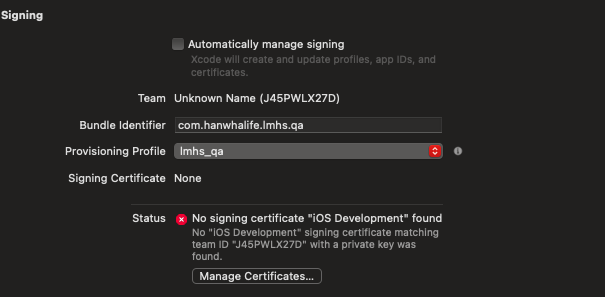 Signing
Automatically manage signing
Xcode will create and update profiles, app IDs, and
certificates.
Team Unknown Name (J45PWLX27D)
Bundle Identifier com.hanwhalife.lmhs.qa
Provisioning Profile lmhs_qa
Signing Certificate None
Status No signing certificate "iOS Development" found
No "iOS Development" signing certificate matching
team ID "J45PWLX27D" with a private key was
found.
Manage Certificates...